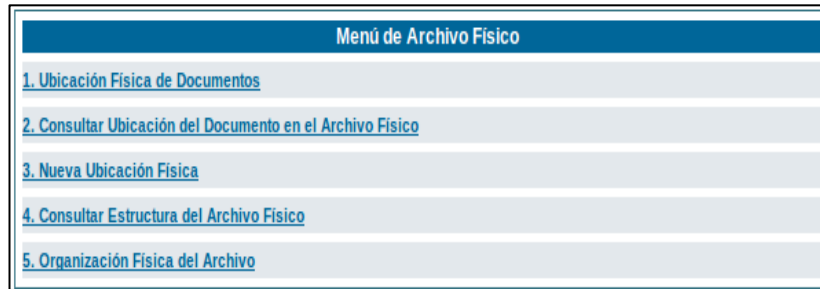 Menú de Archivo Físico
1. Ubicación Física de Documentos
2. Consultar Ubicación del Documento en el Archivo Físico
3. Nueva Ubicación Física
4. Consultar Estructura del Archivo Físico
5. Organización Física del Archivo